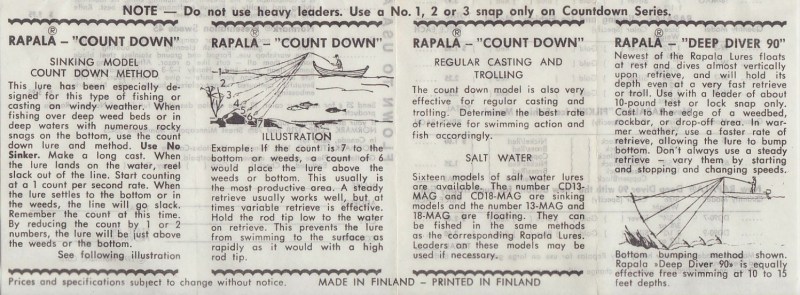 NOTE — Do not use heavy leaders. Use a No. 1, 2 or 3 snap only on Countdown Series.
RAPALA® – "COUNT DOWN"
SINKING MODEL
COUNT DOWN METHOD
This lure has been especially de-
signed for this type of fishing or
casting on windy weather. When
fishing over deep weed beds or in
deep waters with numerous rocky
snags on the bottom, use the count
down lure and method. Use No
Sinker. Make a long cast. When
the lure lands on the water, reel
slack out of the line. Start counting
at a 1 count per second rate. When
the lure settles to the bottom or in
the weeds, the line will go slack.
Remember the count at this time.
By reducing the count by 1 or 2
numbers, the lure will be just above
the weeds or the bottom.
See following illustration
RAPALA® – "COUNT DOWN"
1
2
3
4
5
6
7
ILLUSTRATION
Example: If the count is 7 to the
bottom or weeds, a count of 6
would place the lure above the
weeds or bottom. This usually is
the most productive area. A steady
retrieve usually works well, but at
times variable retrieve is effective.
Hold the rod tip low to the water
on retrieve. This prevents the lure
from swimming to the surface as
rapidly as it would with a high
rod tip.
RAPALA® – "COUNT DOWN"
REGULAR CASTING AND
TROLLING
The count down model is also very
effective for regular casting and
trolling. Determine the best rate
of retrieve for swimming action and
fish accordingly.
SALT WATER
Sixteen models of salt water lures
are available. The number CD13-
MAG and CD18-MAG are sinking
models and the number 13-MAG and
18-MAG are floating. They can
be fished in the same methods
as the corresponding Rapala Lures.
Leaders on these models may be
used if necessary.
RAPALA® – "DEEP DIVER 90"
Newest of the Rapala Lures floats
at rest and dives almost vertically
upon retrieve, and will hold its
depth even at a very fast retrieve
or troll. Use with a leader of about
10-pound test or lock snap only.
Cast to the edge of a weedbed,
rockbar, or drop-off area. In war-
mer weather, use a faster rate of
retrieve, allowing the lure to bump
bottom. Don't always use a steady
retrieve – vary them by starting
and stopping and changing speeds.
Bottom bumping method shown.
Rapala »Deep Diver 90» is equally
effective free swimming at 10 to 15
feet depths.
Prices and specifications subject to change without notice.
MADE IN FINLAND – PRINTED IN FINLAND